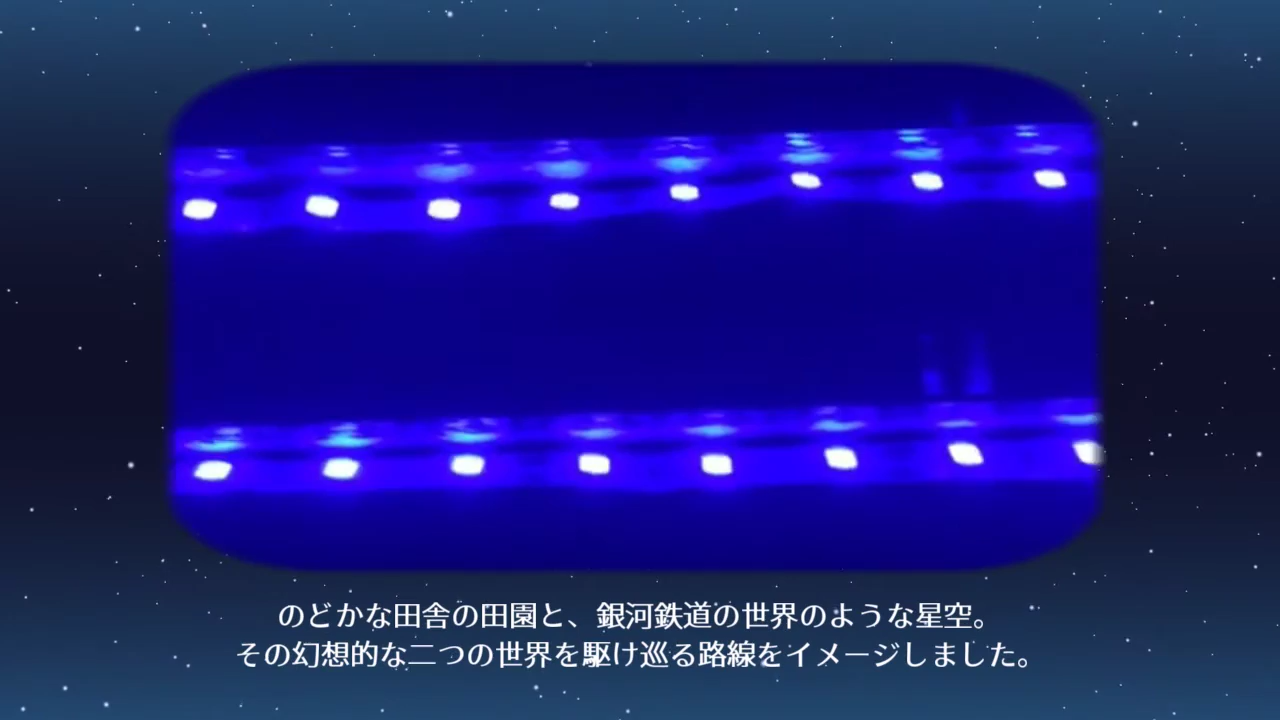 のどかな田舎の田園と、銀河鉄道の世界のような星空。
その幻想的な二つの世界を駆け巡る路線をイメージしました。